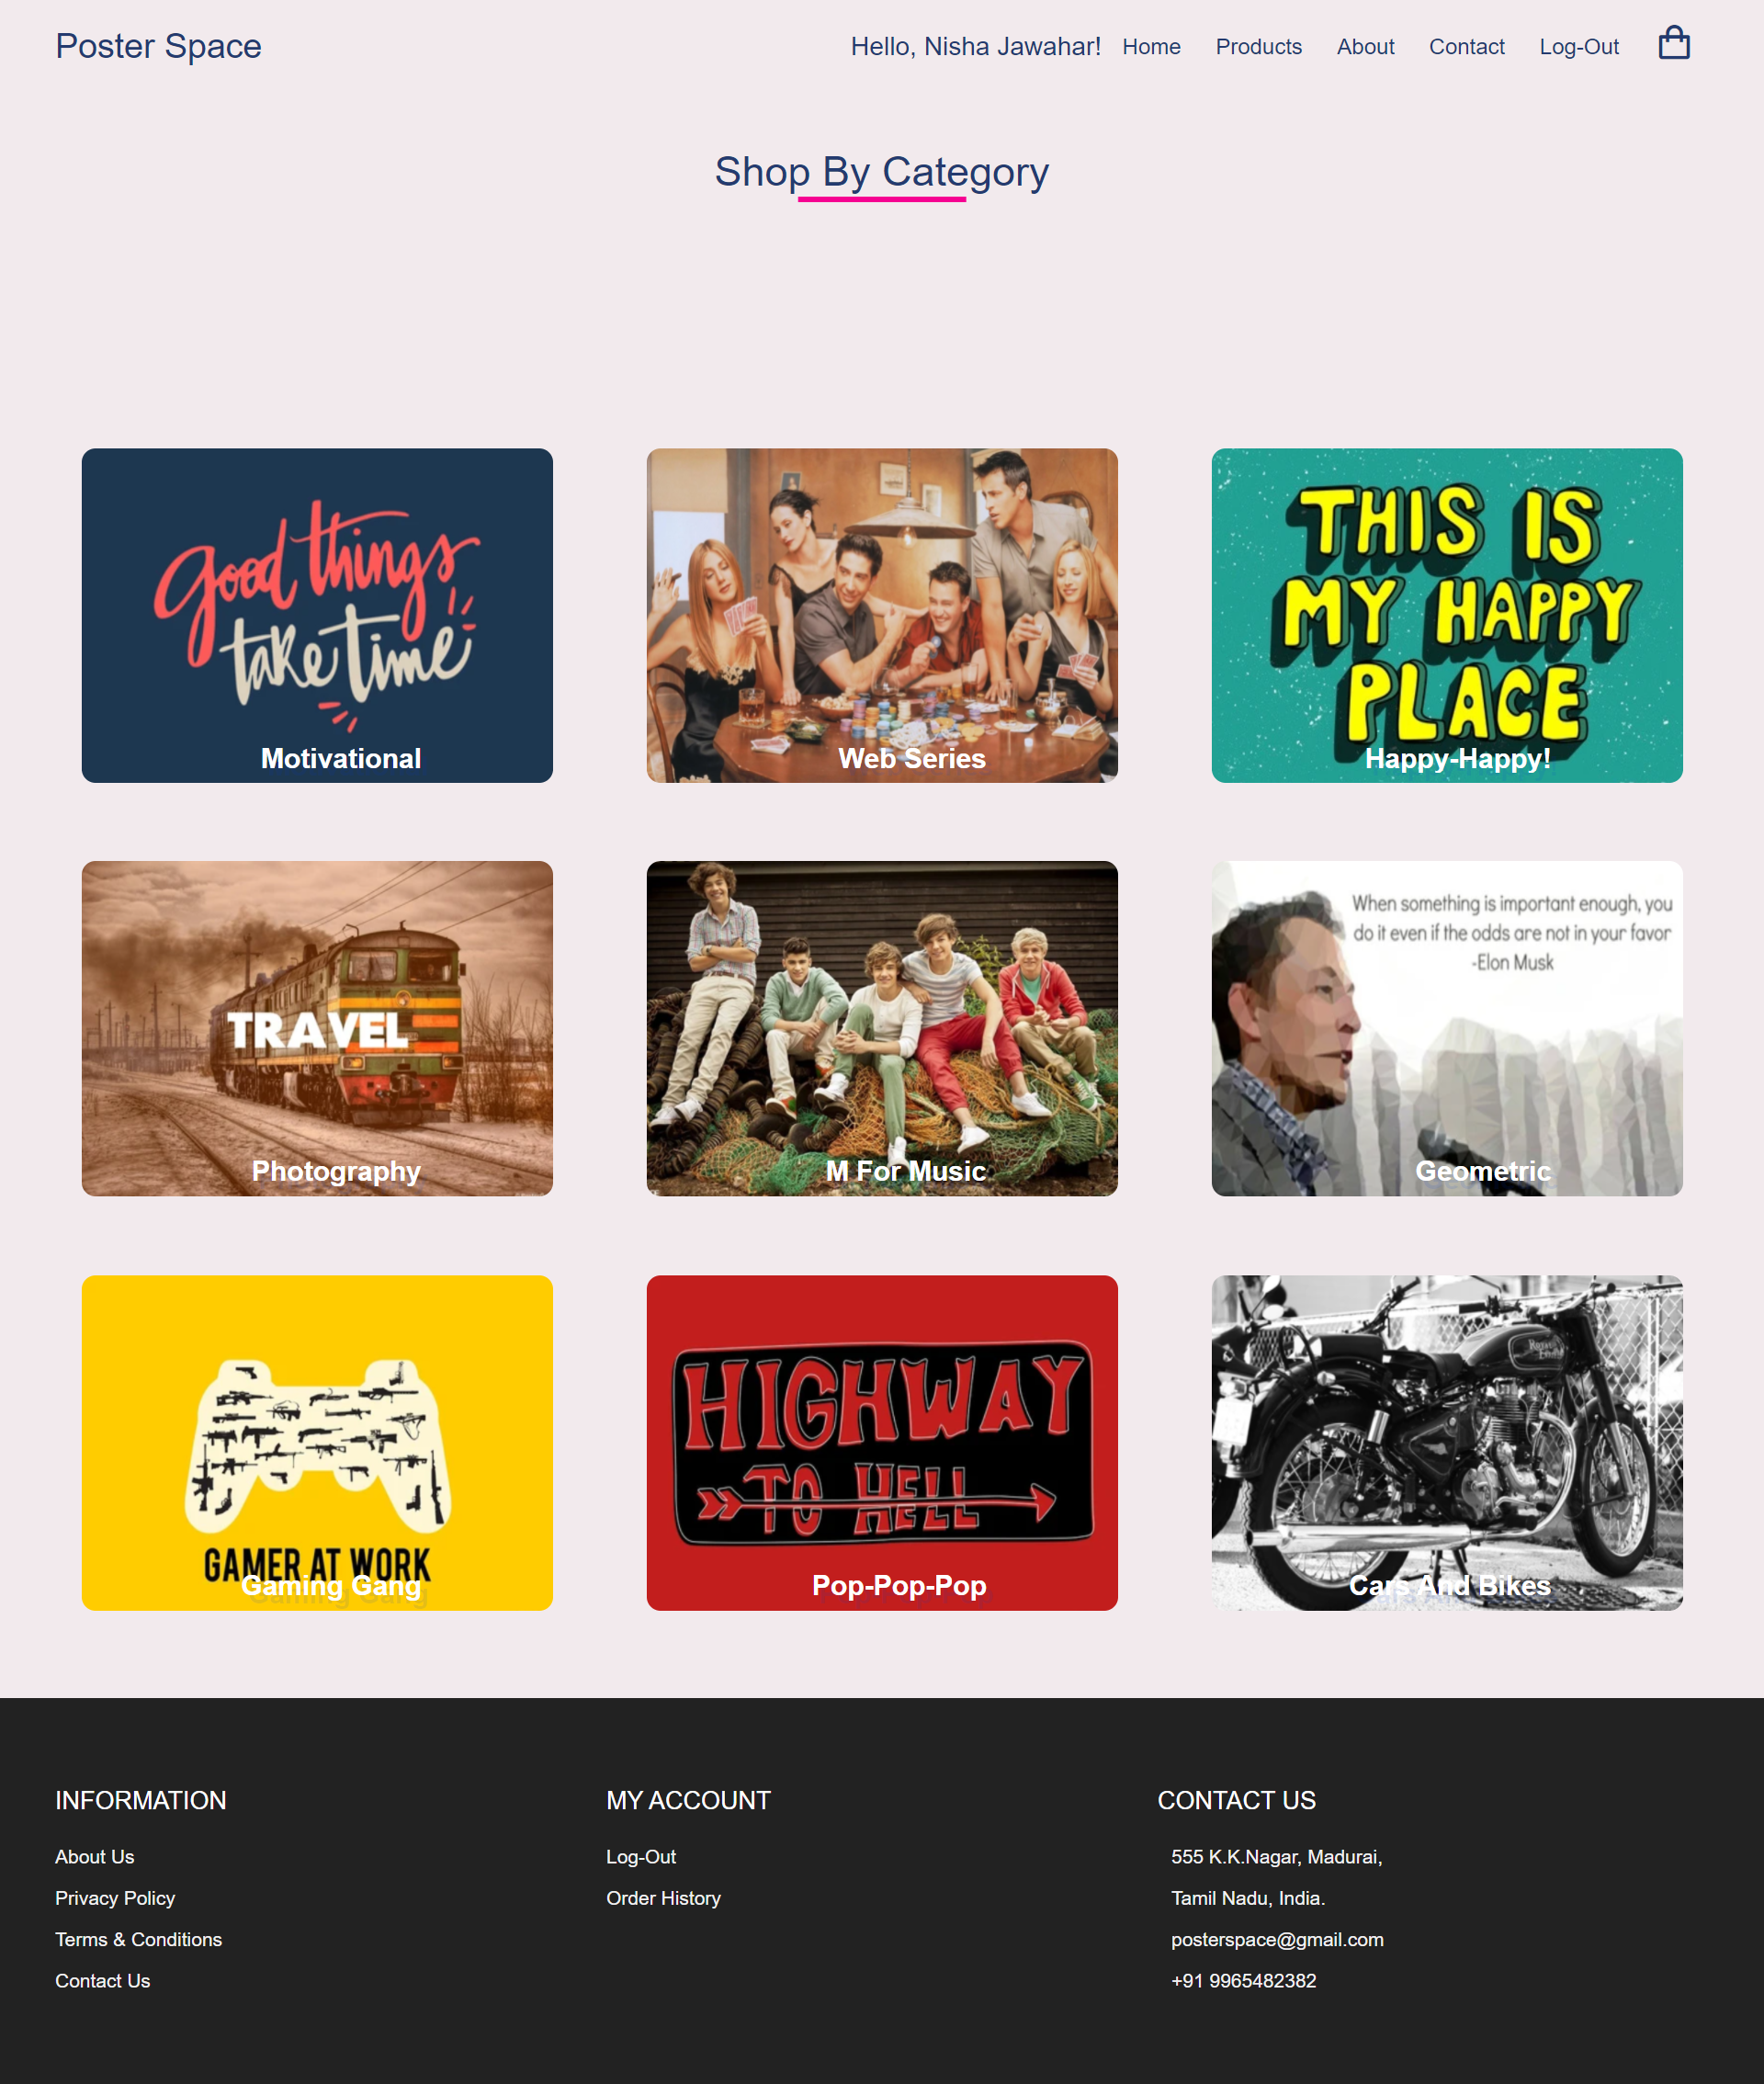 Poster Space
Hello, Nisha Jawahar! Home Products About Contact Log-Out
Shop By Category
good things
take time
Motivational
Web Series
THIS IS
MY HAPPY
PLACE
Happy-Happy!
TRAVEL
Photography
M For Music
When something is important enough, you
do it even if the odds are not in your favor
-Elon Musk
Geometric
GAMER AT WORK
Gaming Gang
HIGHWAY
TO HELL
Pop-Pop-Pop
Cars And Bikes
INFORMATION
About Us
Privacy Policy
Terms & Conditions
Contact Us
MY ACCOUNT
Log-Out
Order History
CONTACT US
555 K.K.Nagar, Madurai,
Tamil Nadu, India.
posterspace@gmail.com
+91 9965482382